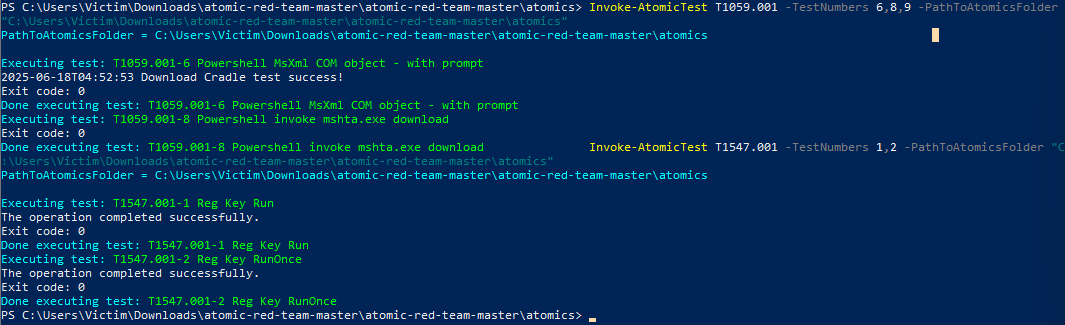 PS C:\Users\Victim\Downloads\atomic-red-team-master\atomic-red-team-master\atomics> Invoke-AtomicTest T1059.001 -TestNumbers 6,8,9 -PathToAtomicsFolder
"C:\Users\Victim\Downloads\atomic-red-team-master\atomic-red-team-master\atomics"
PathToAtomicsFolder = C:\Users\Victim\Downloads\atomic-red-team-master\atomic-red-team-master\atomics
Executing test: T1059.001-6 Powershell MsXml COM object - with prompt
2025-06-18T04:52:53 Download Cradle test success!
Exit code: 0
Done executing test: T1059.001-6 Powershell MsXml COM object - with prompt
Executing test: T1059.001-8 Powershell invoke mshta.exe download
Exit code: 0
Done executing test: T1059.001-8 Powershell invoke mshta.exe download Invoke-AtomicTest T1547.001 -TestNumbers 1,2 -PathToAtomicsFolder "C
:\Users\Victim\Downloads\atomic-red-team-master\atomic-red-team-master\atomics"
PathToAtomicsFolder = C:\Users\Victim\Downloads\atomic-red-team-master\atomic-red-team-master\atomics
Executing test: T1547.001-1 Reg Key Run
The operation completed successfully.
Exit code: 0
Done executing test: T1547.001-1 Reg Key Run
Executing test: T1547.001-2 Reg Key RunOnce
The operation completed successfully.
Exit code: 0
Done executing test: T1547.001-2 Reg Key RunOnce
PS C:\Users\Victim\Downloads\atomic-red-team-master\atomic-red-team-master\atomics>